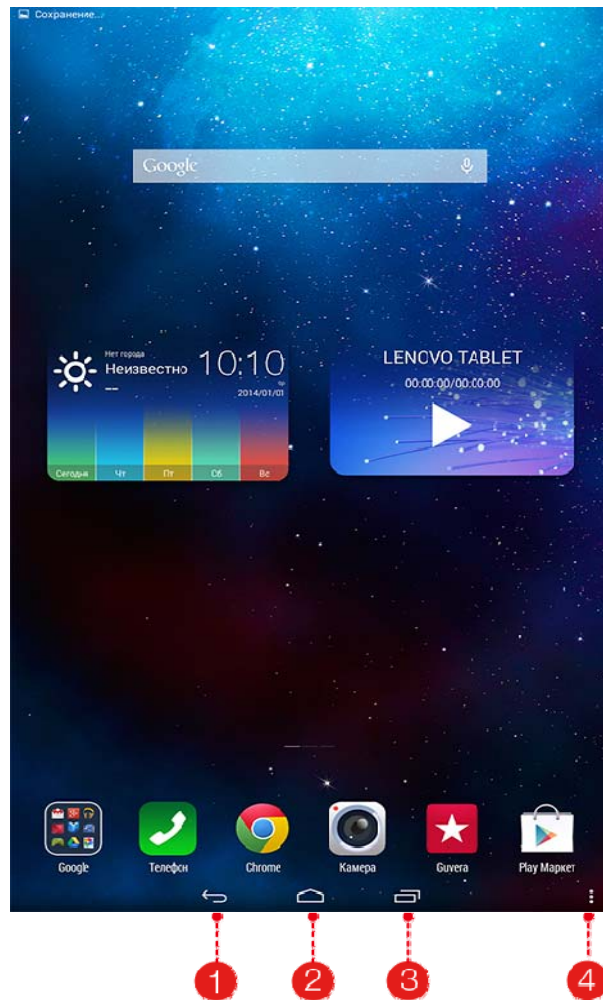 Сохранение...
Google
Нет города
Неизвестно
--
10:10
ср
2014/01/01
Сегодня Чт Пт Сб Вс
LENOVO TABLET
00:00:00/00:00:00
Google Телефон Chrome Камера Guvera Play Маркет
1 2 3 4